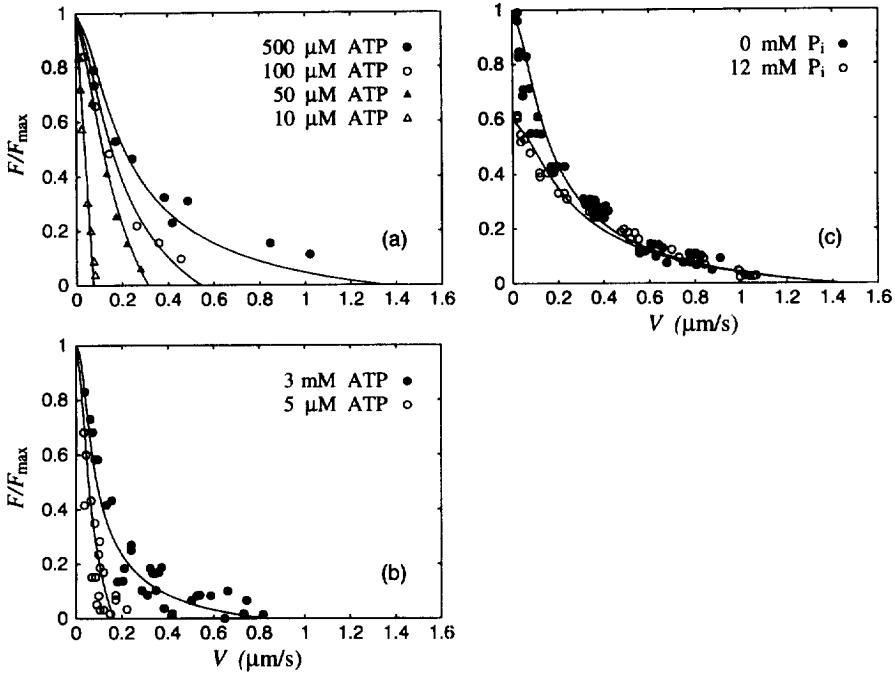 1
0.8
0.6
0.4
0.2
0
F/Fmax
500 µM ATP
100 µM ATP
50 µM ATP
10 µM ATP
(a)
0 0.2 0.4 0.6 0.8 1 1.2 1.4 1.6
1
0.8
0.6
0.4
0.2
0
0 mM Pi
12 mM Pi
(c)
0 0.2 0.4 0.6 0.8 1 1.2 1.4 1.6
V (µm/s)
1
0.8
0.6
0.4
0.2
0
F/Fmax
3 mM ATP
5 µM ATP
(b)
0 0.2 0.4 0.6 0.8 1 1.2 1.4 1.6
V (µm/s)